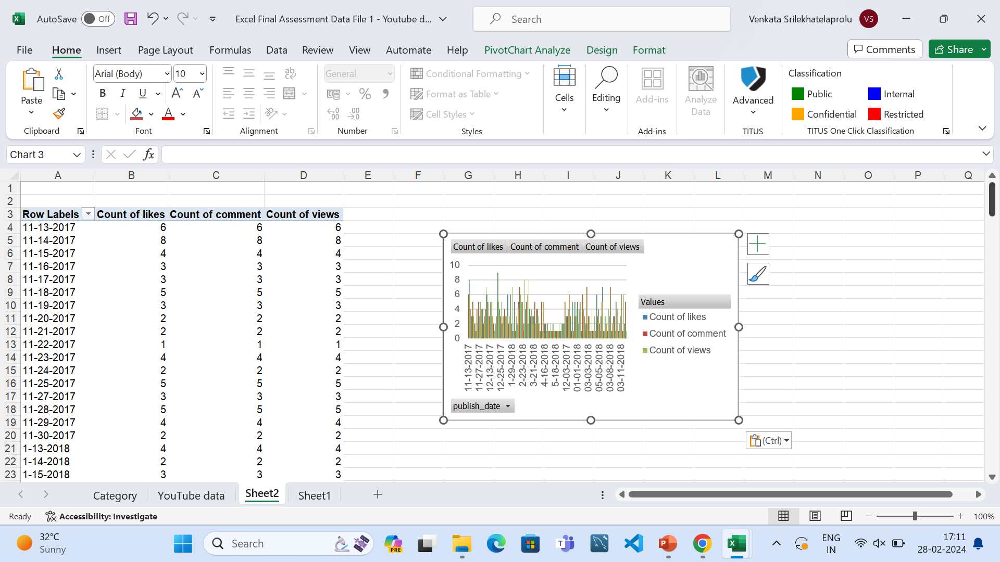 AutoSave Off Excel Final Assessment Data File 1 - Youtube d... Search Venkata Srilekhatelaprolu VS
File Home Insert Page Layout Formulas Data Review View Automate Help PivotChart Analyze Design Format Comments Share
Arial (Body) 10 General Conditional Formatting Classification
Paste B I U A A % Format as Table Cells Editing Add-ins Analyze Data Advanced Public Internal
A Cell Styles Confidential Restricted
Clipboard Font Alignment Number Styles Add-ins TITUS TITUS One Click Classification
Chart 3 fx
A B C D E F G H I J K L M N O P Q
1
2
3 Row Labels Count of likes Count of comment Count of views
4 11-13-2017 6 6 6
5 11-14-2017 8 8 8
6 11-15-2017 4 4 4
7 11-16-2017 3 3 3
8 11-17-2017 3 3 3
9 11-18-2017 5 5 5
10 11-19-2017 3 3 3
11 11-20-2017 2 2 2
12 11-21-2017 2 2 2
13 11-22-2017 1 1 1
14 11-23-2017 4 4 4
15 11-24-2017 2 2 2
16 11-25-2017 5 5 5
17 11-27-2017 3 3 3
18 11-28-2017 5 5 5
19 11-29-2017 4 4 4
20 11-30-2017 2 2 2
21 1-13-2018 4 4 4
22 1-14-2018 2 2 2
23 1-15-2018 3 3 3
Count of likes Count of comment Count of views
10
8
6
4
2
0
11-13-2017
11-27-2017
12-13-2017
12-25-2017
1-29-2018
2-23-2018
3-21-2018
4-16-2018
5-18-2018
12-03-2017
01-01-2018
03-03-2018
05-05-2018
03-08-2018
03-11-2018
Values
Count of likes
Count of comment
Count of views
publish_date
(Ctrl)
Category YouTube data Sheet2 Sheet1
Ready Accessibility: Investigate 100%
32°C
Sunny
Search
PRE
ENG
IN
17:11
28-02-2024